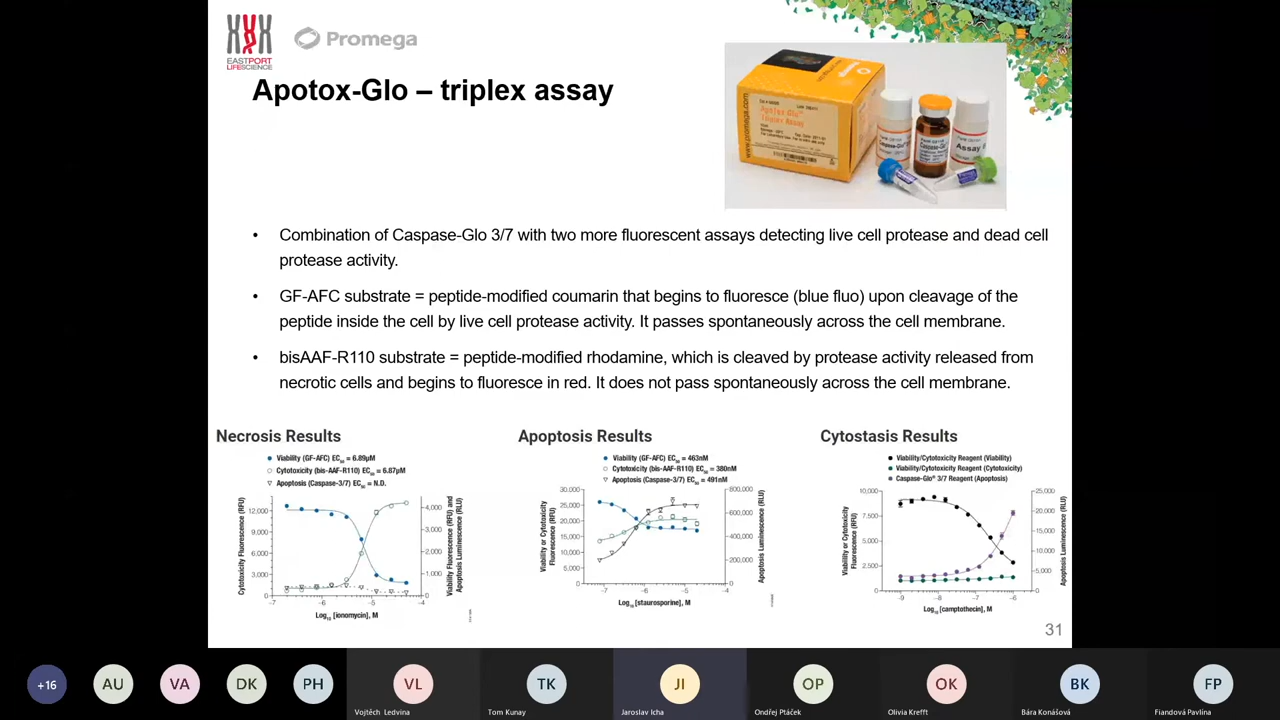 EASTPORT
LIFESCIENCE
Promega
Apotox-Glo – triplex assay
• Combination of Caspase-Glo 3/7 with two more fluorescent assays detecting live cell protease and dead cell
protease activity.
• GF-AFC substrate = peptide-modified coumarin that begins to fluoresce (blue fluo) upon cleavage of the
peptide inside the cell by live cell protease activity. It passes spontaneously across the cell membrane.
• bisAAF-R110 substrate = peptide-modified rhodamine, which is cleaved by protease activity released from
necrotic cells and begins to fluoresce in red. It does not pass spontaneously across the cell membrane.
Necrosis Results
Viability (GF-AFC) EC50 = 6.89µM
Cytotoxicity (bis-AAF-R110) EC50 = 6.87µM
Apoptosis (Caspase-3/7) EC50 = N.D.
Cytotoxicity Fluorescence (RFU)
12,000
9,000
6,000
3,000
0
4,000
3,000
2,000
1,000
0
Viability Fluorescence (RFU) and
Apoptosis Luminescence (RLU)
-7 -6 -5 -4
Log10 [ionomycin], M
Apoptosis Results
Viability (GF-AFC) EC50 = 463nM
Cytotoxicity (bis-AAF-R110) EC50 = 380nM
Apoptosis (Caspase-3/7) EC50 = 491nM
Viability or Cytotoxicity
Fluorescence (RFU)
30,000
25,000
20,000
15,000
10,000
5,000
0
800,000
600,000
400,000
200,000
0
Apoptosis Luminescence (RLU)
-7 -6 -5 -4
Log10 [staurosporine], M
Cytostasis Results
Viability/Cytotoxicity Reagent (Viability)
Viability/Cytotoxicity Reagent (Cytotoxicity)
Caspase-Glo® 3/7 Reagent (Apoptosis)
Viability or Cytotoxicity
Fluorescence (RFU)
10,000
7,500
5,000
2,500
0
25,000
20,000
15,000
10,000
5,000
0
Apoptosis Luminescence (RLU)
-9 -8 -7 -6
Log10 [camptothecin], M
31
+16
AU
VA
DK
PH
VL
Vojtěch Ledvina
TK
Tom Kunay
JI
Jaroslav Icha
OP
Ondřej Ptáček
OK
Olivia Krefft
BK
Bára Konášová
FP
Fiandová Pavlína